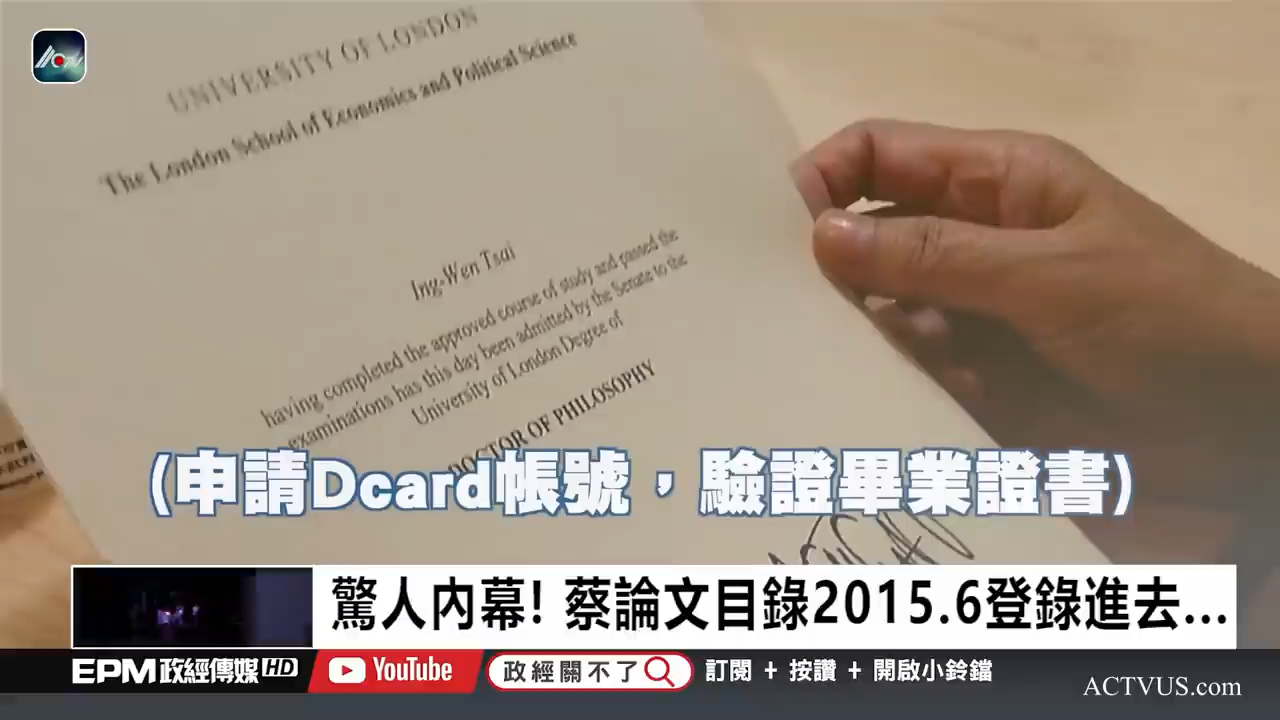 UNIVERSITY OF LONDON
The London School of Economics and Political Science
Ing-Wen Tsai
having completed the approved course of study and passed the
examinations has this day been admitted by the Senate to the
University of London Degree of
DOCTOR OF PHILOSOPHY
(申請Dcard帳號，驗證畢業證書)
驚人內幕! 蔡論文目錄2015.6登錄進去...
EPM政經傳媒HD
YouTube
政經關不了
訂閱 + 按讚 + 開啟小鈴鐺
ACTVUS.com